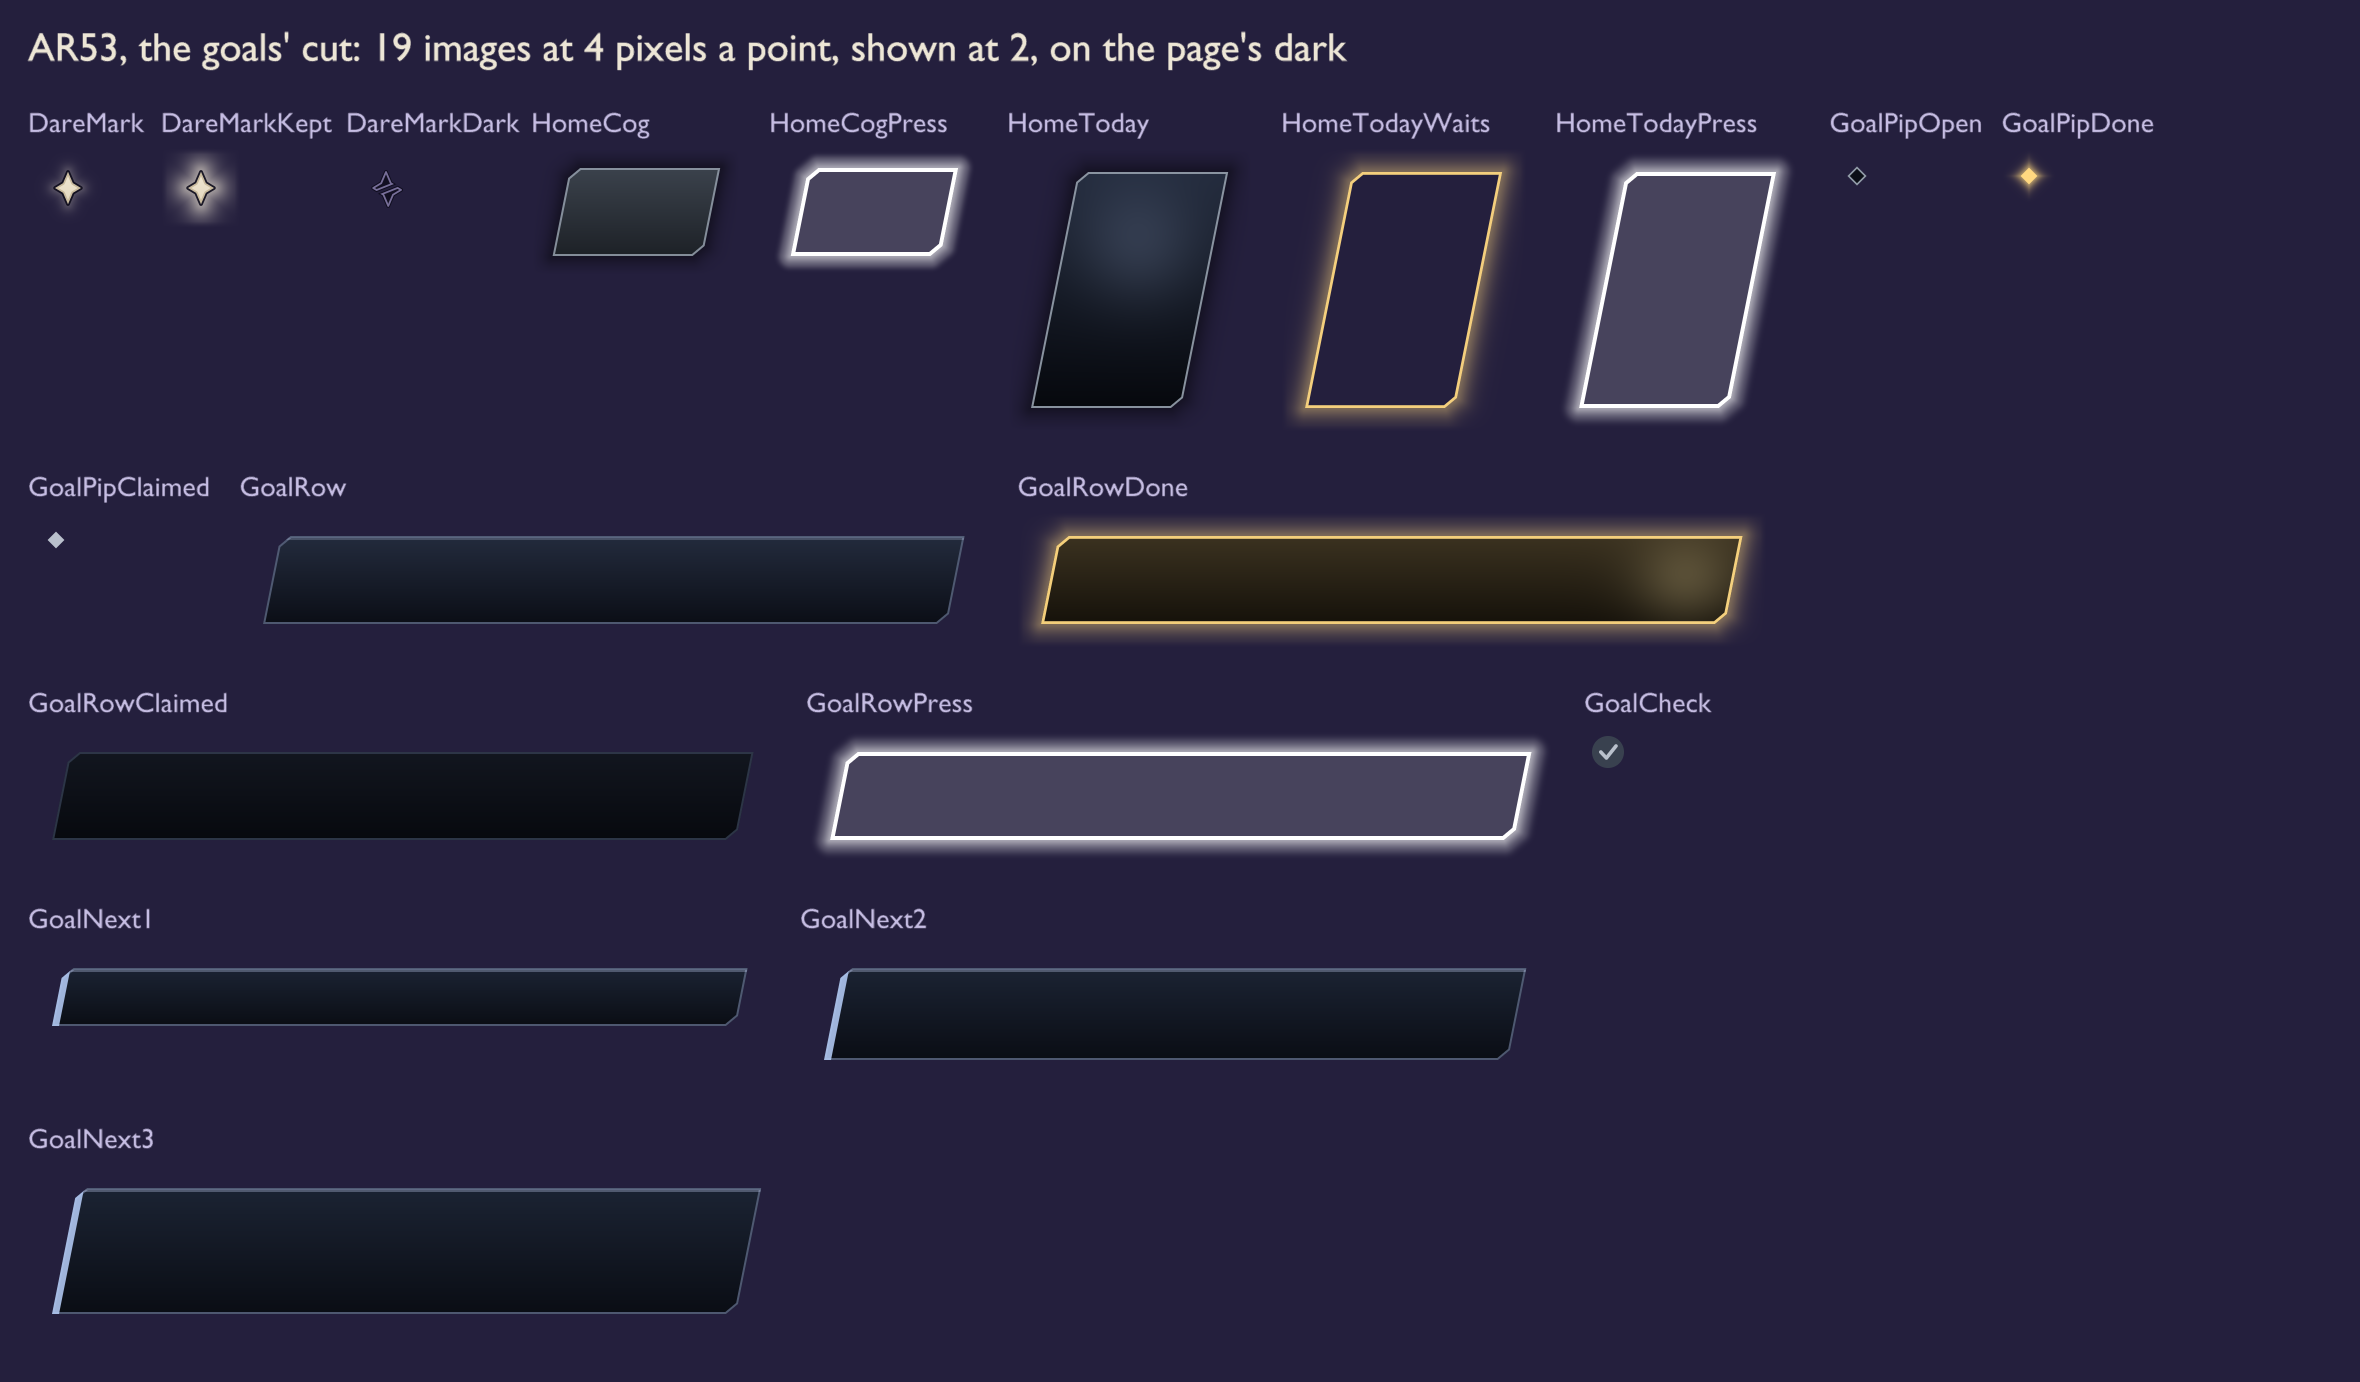 AR53, the goals' cut: 19 images at 4 pixels a point, shown at 2, on the page's dark
DareMark DareMarkKept DareMarkDark HomeCog HomeCogPress HomeToday HomeTodayWaits HomeTodayPress GoalPipOpen GoalPipDone
GoalPipClaimed GoalRow GoalRowDone
GoalRowClaimed GoalRowPress GoalCheck
GoalNext1 GoalNext2
GoalNext3